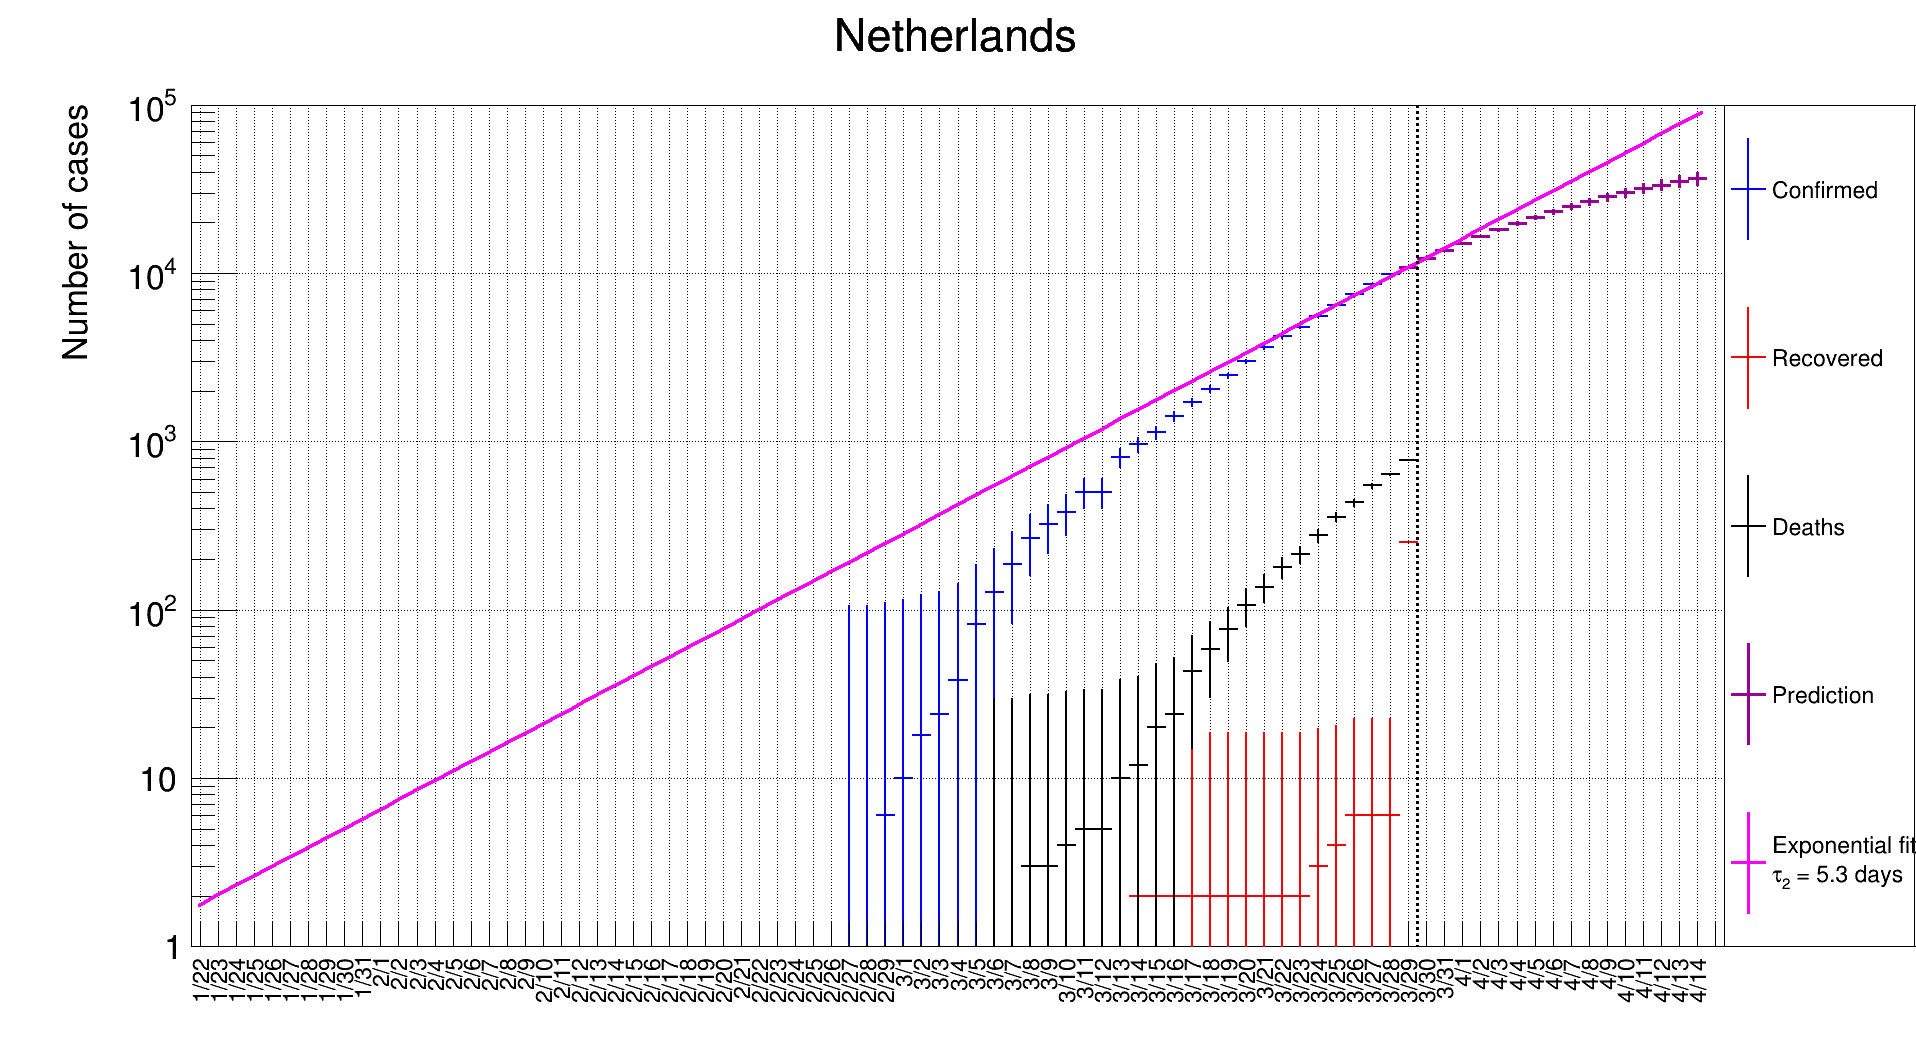 Netherlands
Number of cases
10^5
10^4
10^3
10^2
10
1
1/22 1/23 1/24 1/25 1/26 1/27 1/28 1/29 1/30 1/31 2/1 2/2 2/3 2/4 2/5 2/6 2/7 2/8 2/9 2/10 2/11 2/12 2/13 2/14 2/15 2/16 2/17 2/18 2/19 2/20 2/21 2/22 2/23 2/24 2/25 2/26 2/27 2/28 2/29 3/1 3/2 3/3 3/4 3/5 3/6 3/7 3/8 3/9 3/10 3/11 3/12 3/13 3/14 3/15 3/16 3/17 3/18 3/19 3/20 3/21 3/22 3/23 3/24 3/25 3/26 3/27 3/28 3/29 3/30 3/31 4/1 4/2 4/3 4/4 4/5 4/6 4/7 4/8 4/9 4/10 4/11 4/12 4/13 4/14
Confirmed
Recovered
Deaths
Prediction
Exponential fit
τ₂ = 5.3 days